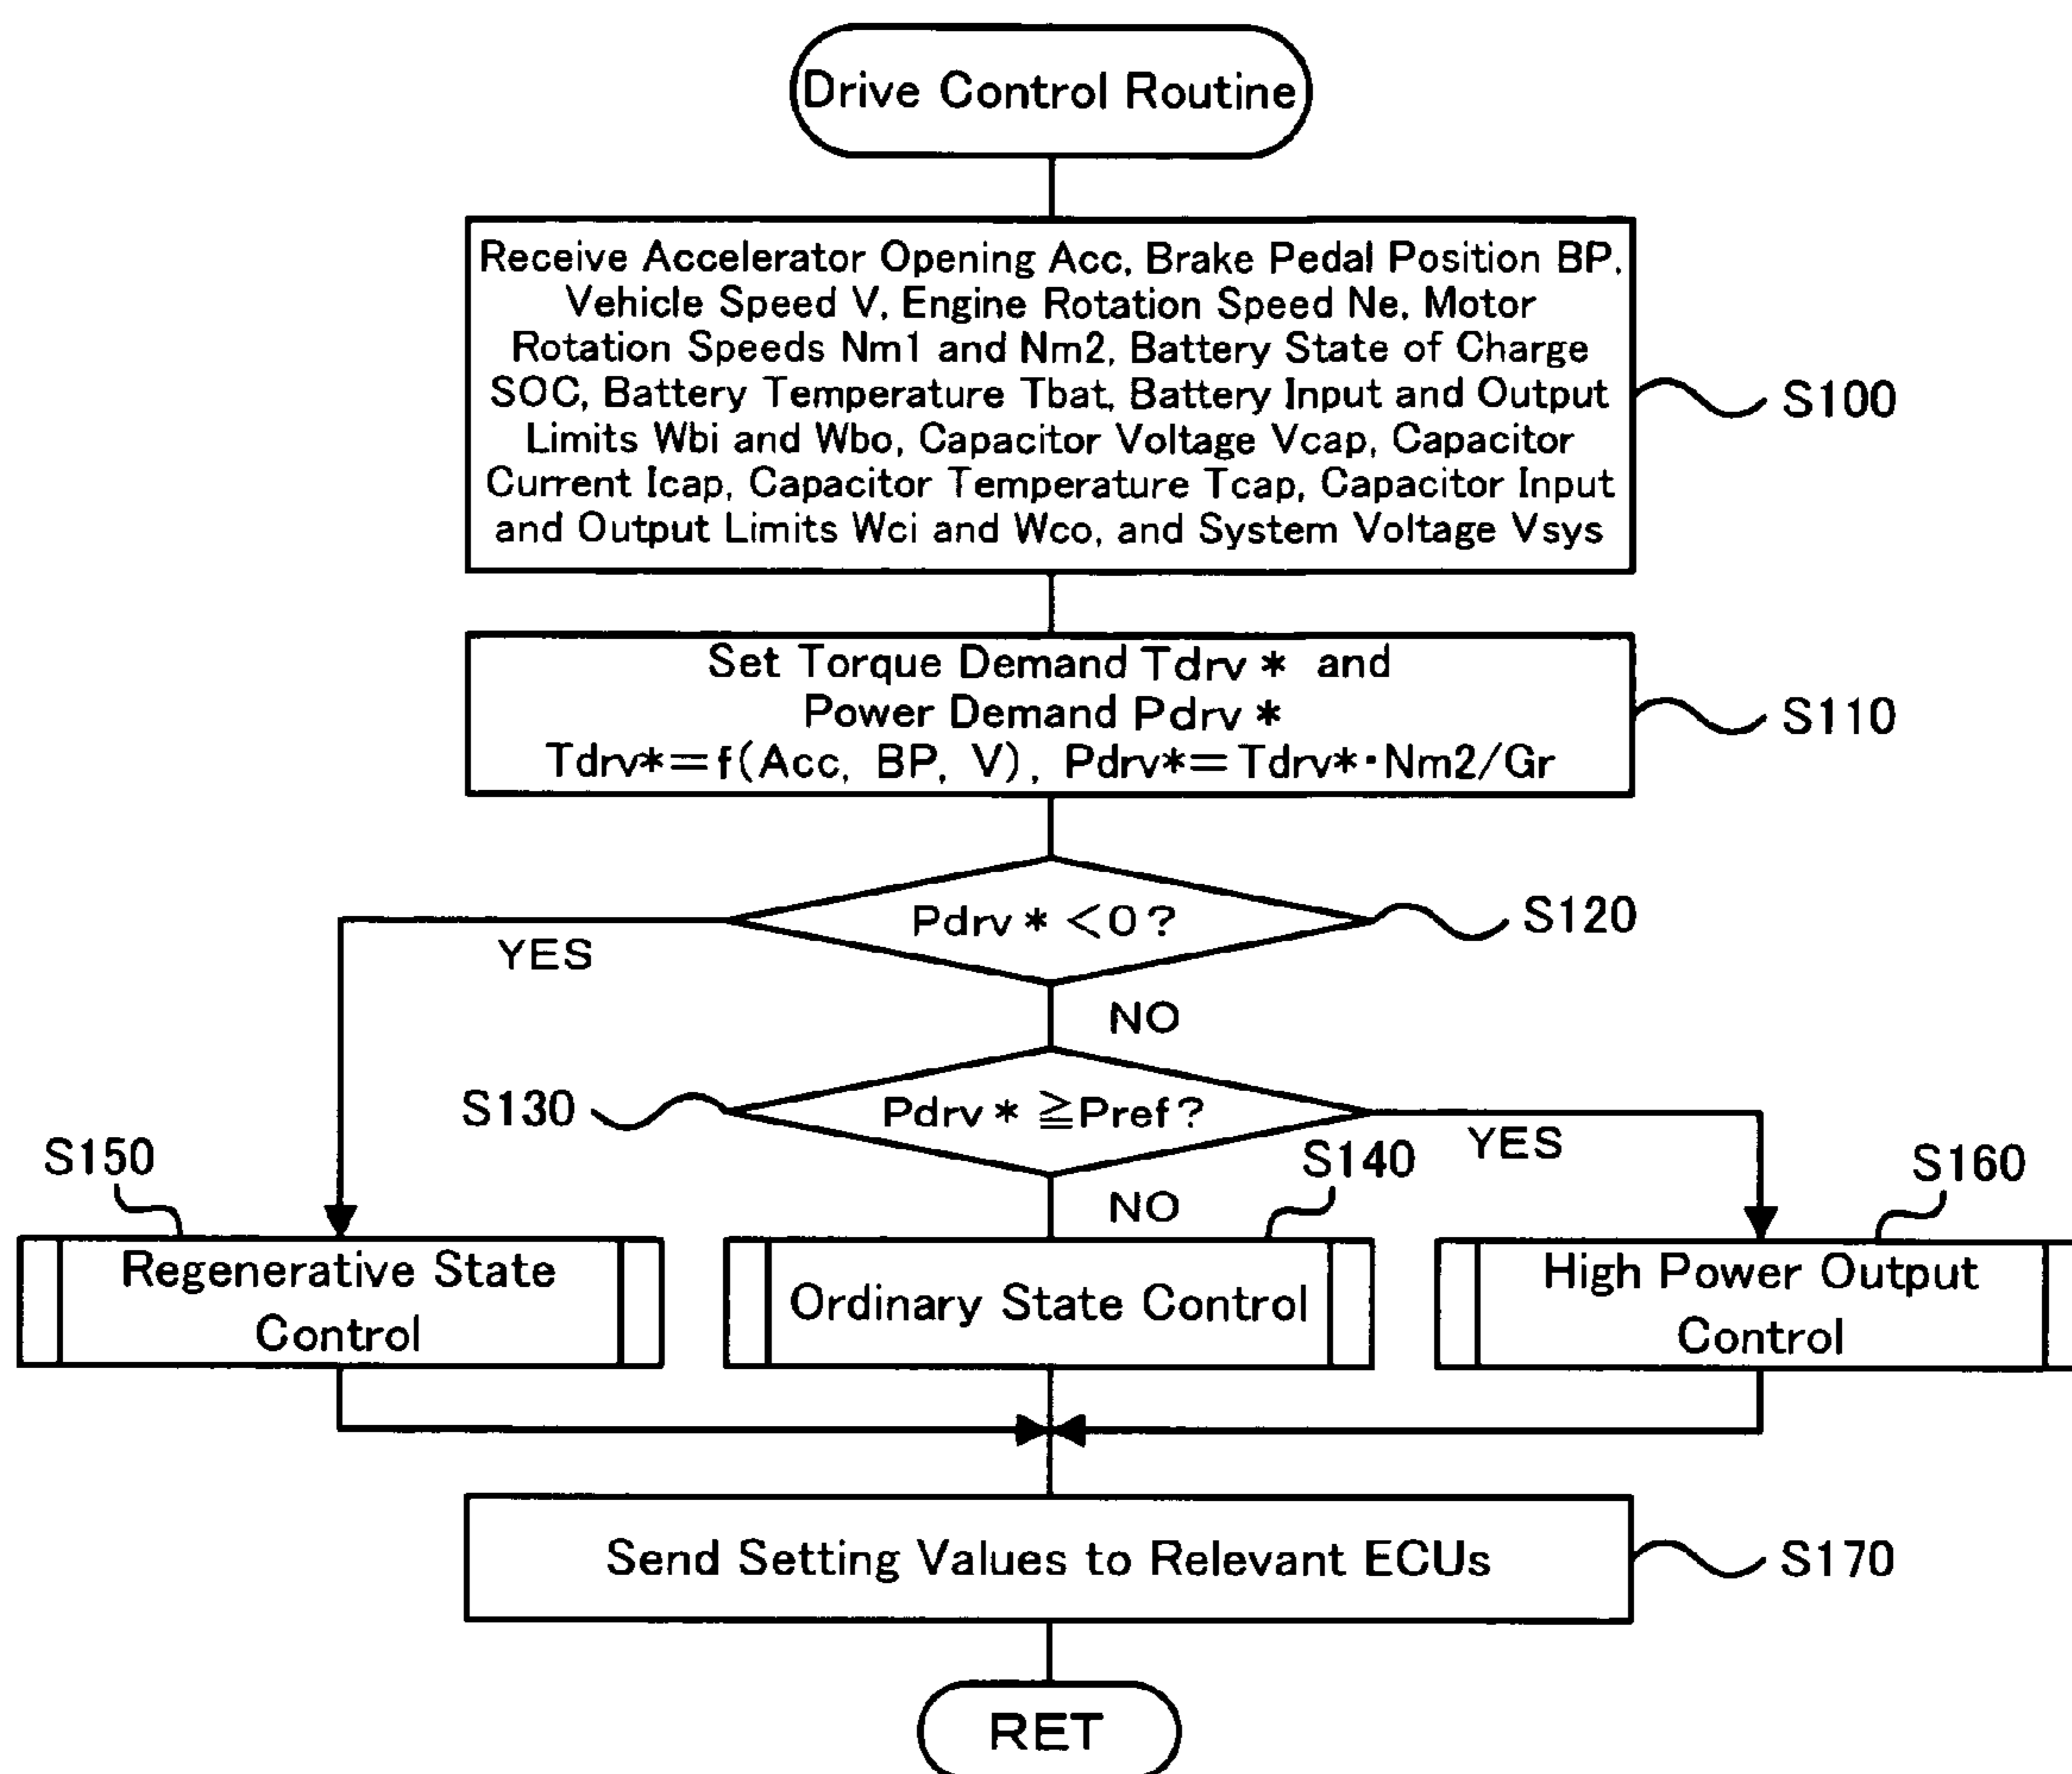 Drive Control Routine
Receive Accelerator Opening Acc, Brake Pedal Position BP,
Vehicle Speed V, Engine Rotation Speed Ne, Motor
Rotation Speeds Nm1 and Nm2, Battery State of Charge
SOC, Battery Temperature Tbat, Battery Input and Output
Limits Wbi and Wbo, Capacitor Voltage Vcap, Capacitor
Current Icap, Capacitor Temperature Tcap, Capacitor Input
and Output Limits Wci and Wco, and System Voltage Vsys
S100
Set Torque Demand Tdrv * and
Power Demand Pdrv *
Tdrv*=f(Acc, BP, V), Pdrv*=Tdrv*·Nm2/Gr
S110
Pdrv * <0?
S120
YES
NO
S130
Pdrv * ≧Pref?
YES
S150
S140
S160
NO
Regenerative State
Control
Ordinary State Control
High Power Output
Control
Send Setting Values to Relevant ECUs
S170
RET